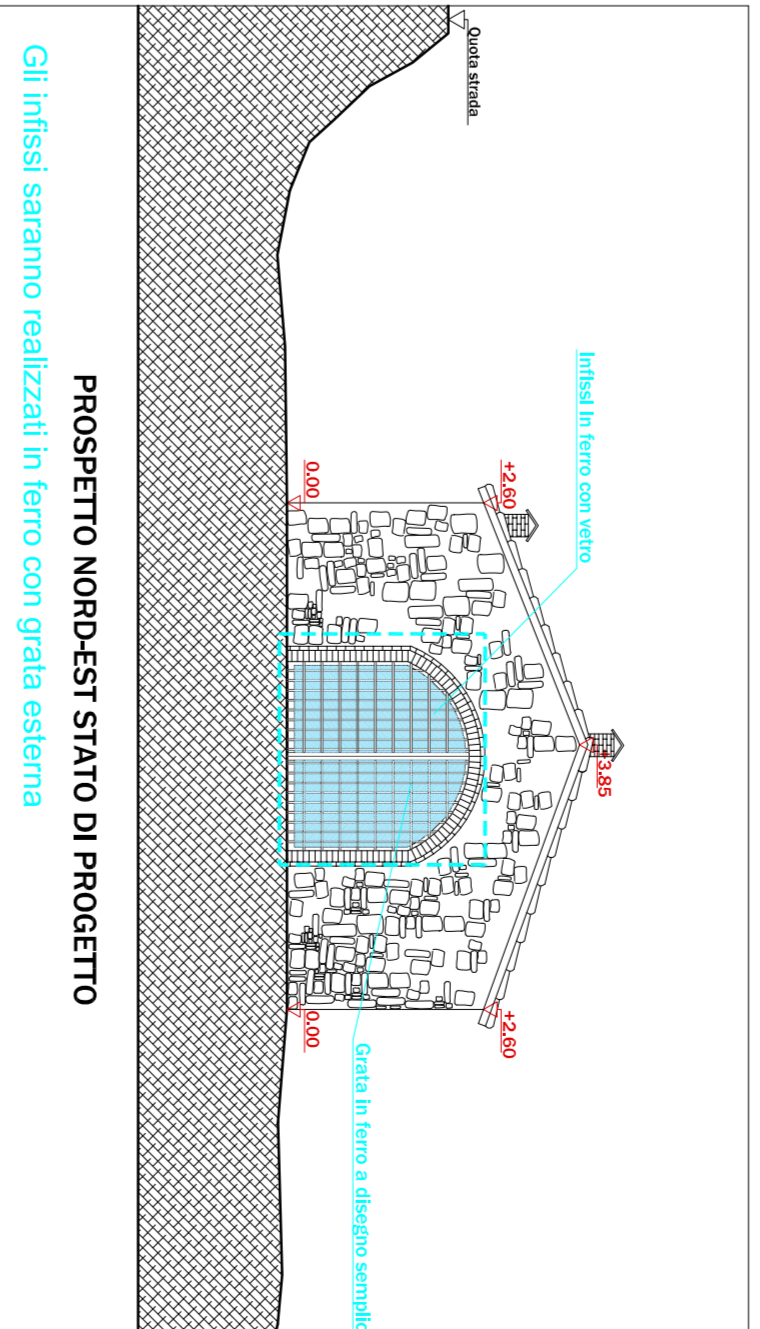 Quota strada
Infissi in ferro con vetro
+3.85
+2.60
+2.60
0.00
0.00
Grata in ferro a disegno semplic
PROSPETTO NORD-EST STATO DI PROGETTO
Gli infissi saranno realizzati in ferro con grata esterna